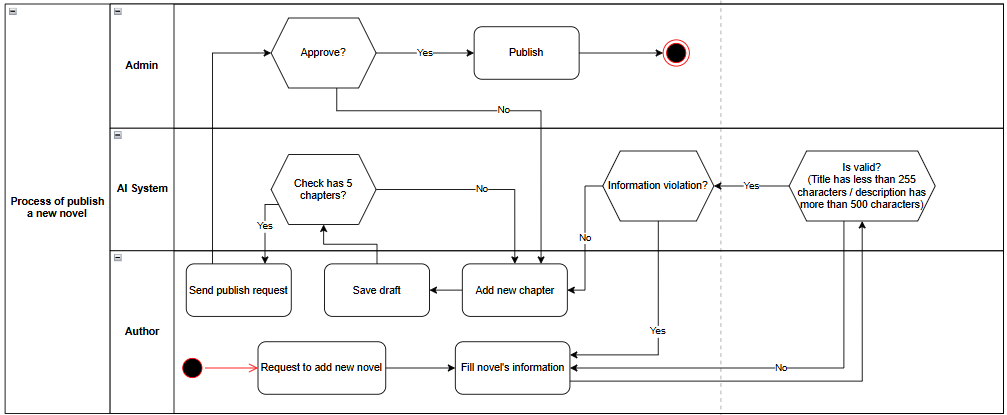 Process of publish
a new novel
Admin
Approve?
Yes
Publish
No
AI System
Check has 5
chapters?
No
Yes
Information violation?
Yes
Is valid?
(Title has less than 255
characters / description has
more than 500 characters)
No
Author
Send publish request
Save draft
Add new chapter
Yes
Request to add new novel
Fill novel's information
No